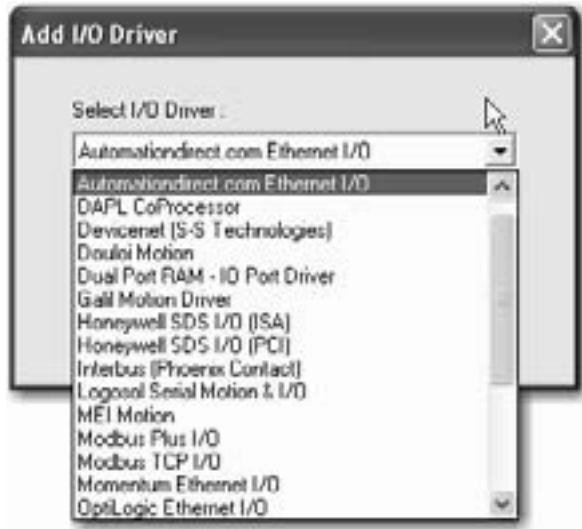 Add I/O Driver
Select I/O Driver :
Automationdirect.com Ethernet I/O
Automationdirect.com Ethernet I/O
DAPL CoProcessor
Devicenet (S-S Technologies)
Douloi Motion
Dual Port RAM - IO Port Driver
Galil Motion Driver
Honeywell SDS I/O (ISA)
Honeywell SDS I/O (PCI)
Interbus (Phoenix Contact)
Logosol Serial Motion & I/O
MEI Motion
Modbus Plus I/O
Modbus TCP I/O
Momentum Ethernet I/O
OptiLogic Ethernet I/O